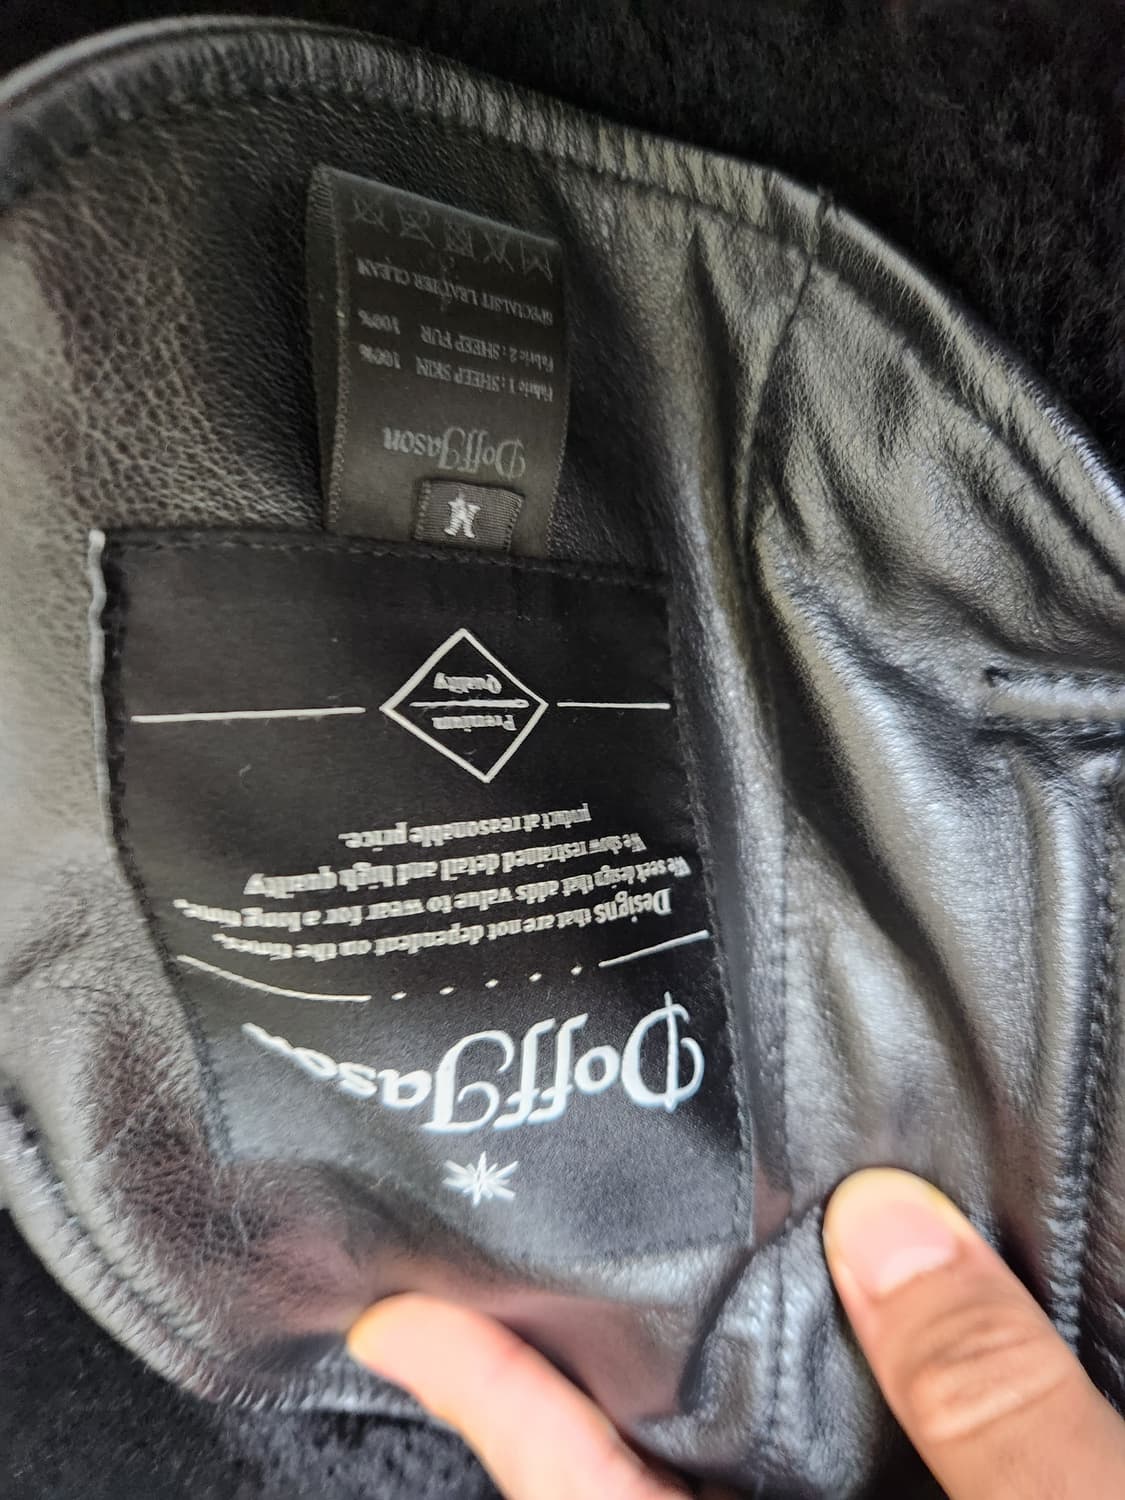 DoffJason
Designs that are not dependent on the times.
We seek design that adds value to wear for a long time.
We show restrained detail and high quality
product at reasonable price.
Premium
Quality
DoffJason
Fabric 1 : SHEEP SKIN 100%
Fabric 2 : SHEEP FUR 100%
SPECIALSIT LEATHER CLEAN